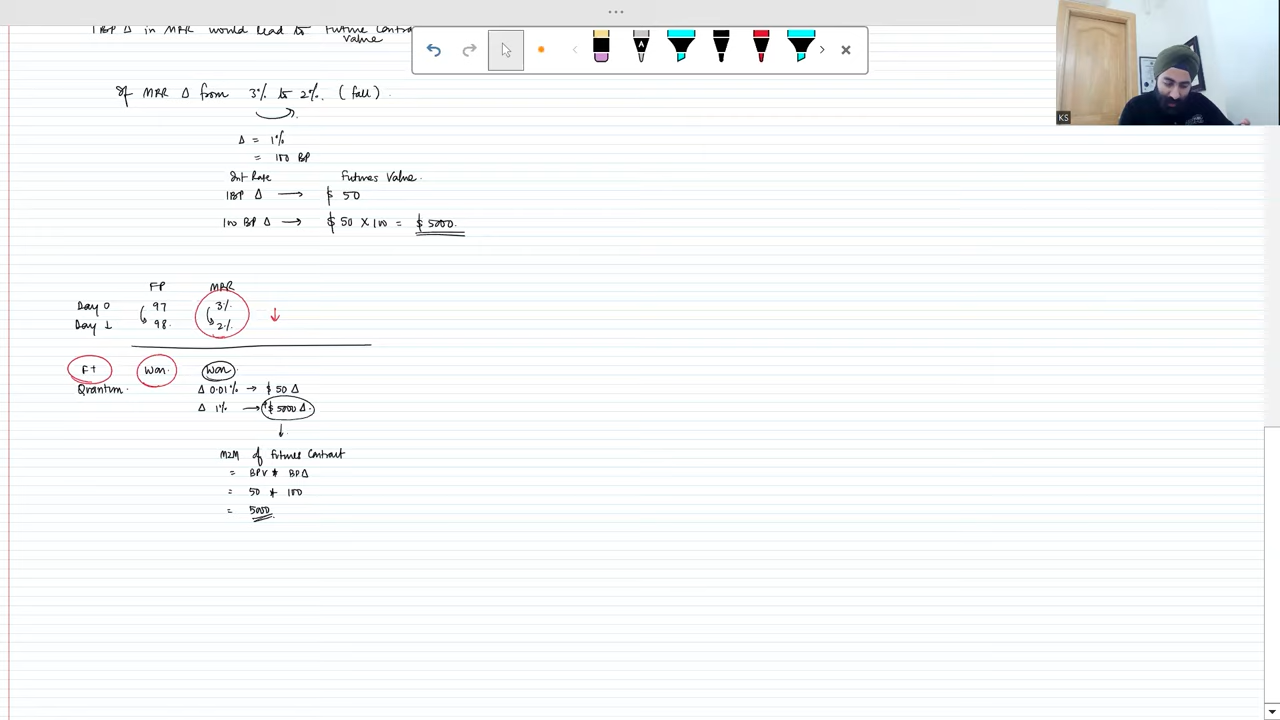 1BP Δ in MRR would lead to Future Contra
value
If MRR Δ from 3% to 2%. (fall).
Δ = 1%
= 100 BP
Int Rate Futures Value.
1BP Δ → $ 50
100 BP Δ → $ 50 X 100 = $ 5000.
FP MRR
Day 0 97 3%
Day 1 98. 2%.
F+ Won. Won.
Quantum. Δ 0.01% → $ 50 Δ
Δ 1% → $ 5000 Δ.
↓
M2M of Futures Contract
= BPV * BPΔ
= 50 * 100
= 5000
KS